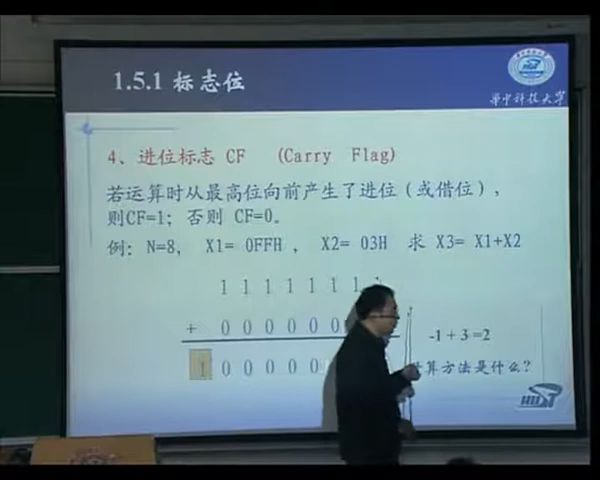 1.5.1 标志位
华中科技大学
4、进位标志 CF (Carry Flag)
若运算时从最高位向前产生了进位（或借位），
则CF=1；否则 CF=0。
例：N=8， X1= 0FFH ， X2= 03H 求 X3= X1+X2
1 1 1 1 1 1 1
+ 0 0 0 0 0 0
-1 + 3 =2
1 0 0 0 0 0
算方法是什么？
HUST